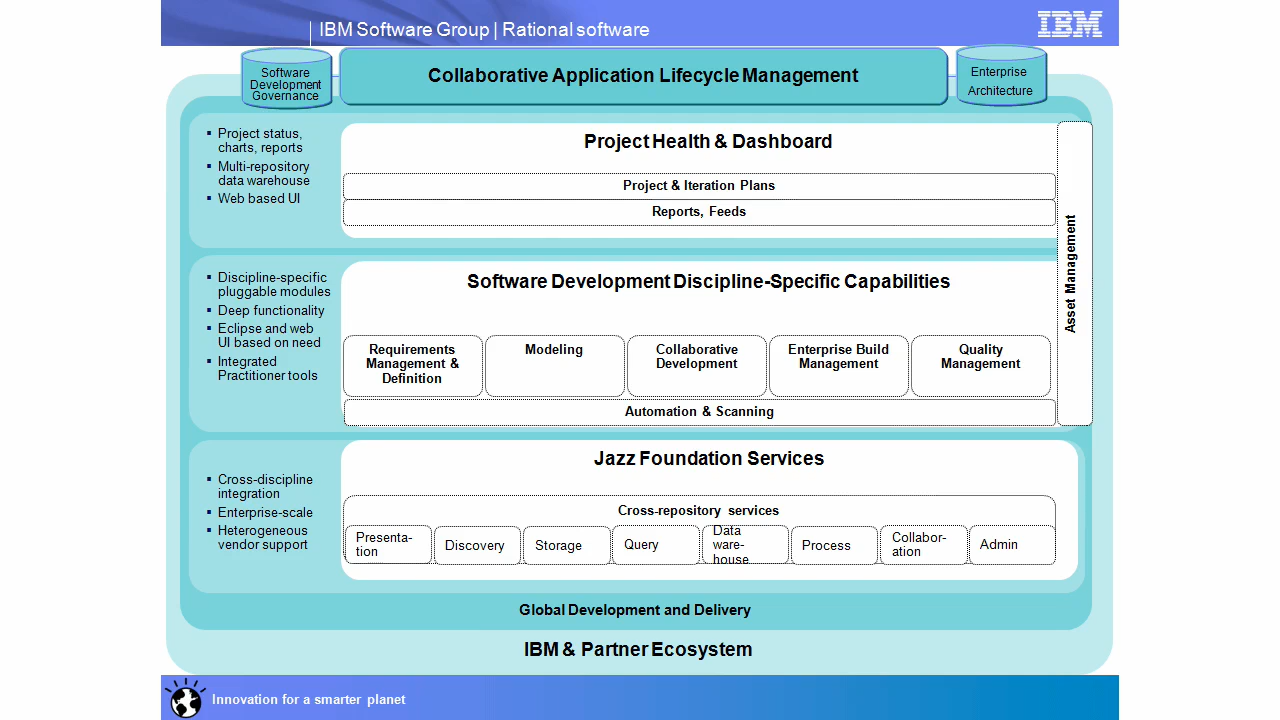 IBM Software Group | Rational software
IBM
Software
Development
Governance
Collaborative Application Lifecycle Management
Enterprise
Architecture
▪ Project status,
charts, reports
▪ Multi-repository
data warehouse
▪ Web based UI
Project Health & Dashboard
Project & Iteration Plans
Reports, Feeds
Asset Management
▪ Discipline-specific
pluggable modules
▪ Deep functionality
▪ Eclipse and web
UI based on need
▪ Integrated
Practitioner tools
Software Development Discipline-Specific Capabilities
Requirements
Management &
Definition
Modeling
Collaborative
Development
Enterprise Build
Management
Quality
Management
Automation & Scanning
▪ Cross-discipline
integration
▪ Enterprise-scale
▪ Heterogeneous
vendor support
Jazz Foundation Services
Cross-repository services
Presenta-
tion
Discovery
Storage
Query
Data
ware-
house
Process
Collabor-
ation
Admin
Global Development and Delivery
IBM & Partner Ecosystem
Innovation for a smarter planet